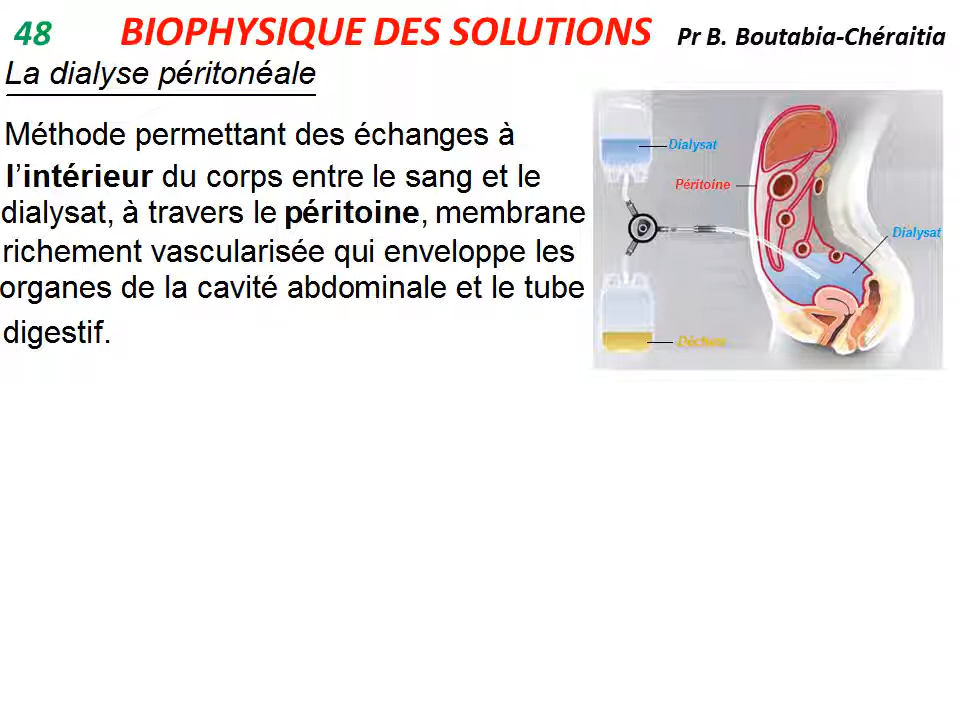 48 BIOPHYSIQUE DES SOLUTIONS Pr B. Boutabia-Chéraitia
La dialyse péritonéale
Méthode permettant des échanges à
l’intérieur du corps entre le sang et le
dialysat, à travers le péritoine, membrane
richement vascularisée qui enveloppe les
organes de la cavité abdominale et le tube
digestif.
Dialysat
Péritoine
Dialysat
Déchets